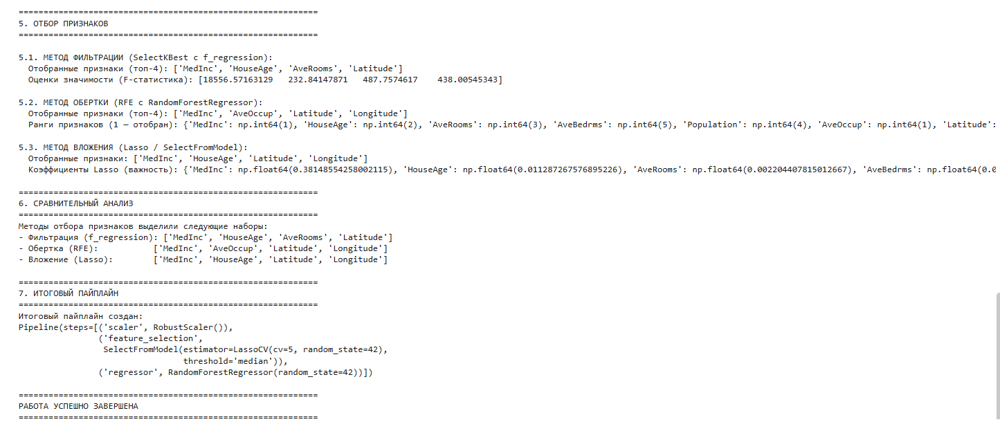 ============================================================
5. ОТБОР ПРИЗНАКОВ
============================================================
5.1. МЕТОД ФИЛЬТРАЦИИ (SelectKBest с f_regression):
Отобранные признаки (топ-4): ['MedInc', 'HouseAge', 'AveRooms', 'Latitude']
Оценки значимости (F-статистика): [18556.57163129   232.84147871   487.7574617    438.00545343]
5.2. МЕТОД ОБЕРТКИ (RFE с RandomForestRegressor):
Отобранные признаки (топ-4): ['MedInc', 'AveOccup', 'Latitude', 'Longitude']
Ранги признаков (1 — отобран): {'MedInc': np.int64(1), 'HouseAge': np.int64(2), 'AveRooms': np.int64(3), 'AveBedrms': np.int64(5), 'Population': np.int64(4), 'AveOccup': np.int64(1), 'Latitude':
5.3. МЕТОД ВЛОЖЕНИЯ (Lasso / SelectFromModel):
Отобранные признаки: ['MedInc', 'HouseAge', 'Latitude', 'Longitude']
Коэффициенты Lasso (важность): {'MedInc': np.float64(0.38148554258002115), 'HouseAge': np.float64(0.011287267576895226), 'AveRooms': np.float64(0.002204407815012667), 'AveBedrms': np.float64(0.0
============================================================
6. СРАВНИТЕЛЬНЫЙ АНАЛИЗ
============================================================
Методы отбора признаков выделили следующие наборы:
- Фильтрация (f_regression): ['MedInc', 'HouseAge', 'AveRooms', 'Latitude']
- Обертка (RFE):           ['MedInc', 'AveOccup', 'Latitude', 'Longitude']
- Вложение (Lasso):        ['MedInc', 'HouseAge', 'Latitude', 'Longitude']
============================================================
7. ИТОГОВЫЙ ПАЙПЛАЙН
============================================================
Итоговый пайплайн создан:
Pipeline(steps=[('scaler', RobustScaler()),
('feature_selection',
SelectFromModel(estimator=LassoCV(cv=5, random_state=42),
threshold='median')),
('regressor', RandomForestRegressor(random_state=42))])
============================================================
РАБОТА УСПЕШНО ЗАВЕРШЕНА
============================================================